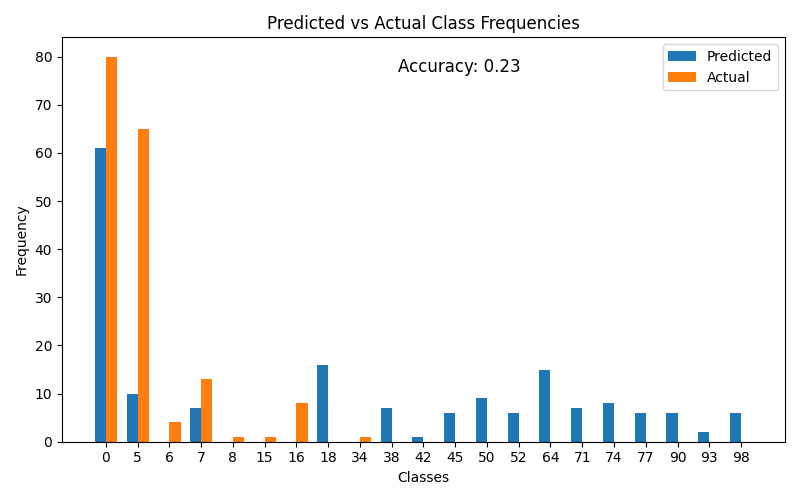 Predicted vs Actual Class Frequencies
Accuracy: 0.23
Predicted
Actual
80
70
60
50
40
30
20
10
0
Frequency
0 5 6 7 8 15 16 18 34 38 42 45 50 52 64 71 74 77 90 93 98
Classes